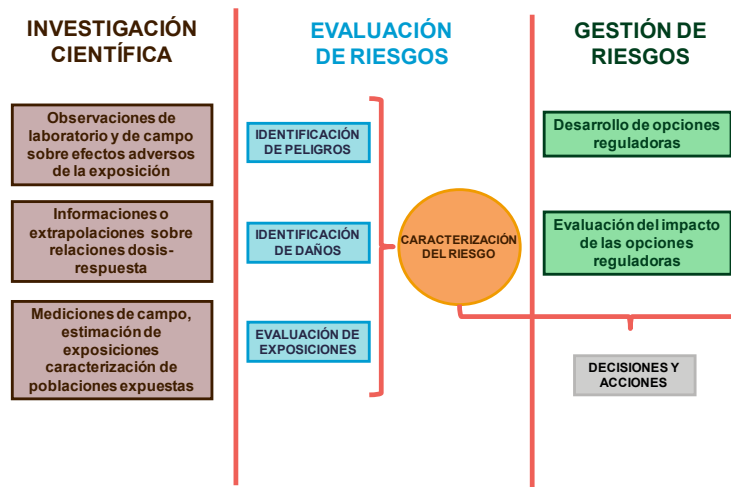 INVESTIGACIÓN
CIENTÍFICA
Observaciones de
laboratorio y de campo
sobre efectos adversos
de la exposición
Informaciones o
extrapolaciones sobre
relaciones dosis-
respuesta
Mediciones de campo,
estimación de
exposiciones
caracterización de
poblaciones expuestas
EVALUACIÓN
DE RIESGOS
IDENTIFICACIÓN
DE PELIGROS
IDENTIFICACIÓN
DE DAÑOS
EVALUACIÓN DE
EXPOSICIONES
CARACTERIZACIÓN
DEL RIESGO
GESTIÓN DE
RIESGOS
Desarrollo de opciones
reguladoras
Evaluación del impacto
de las opciones
reguladoras
DECISIONES Y
ACCIONES